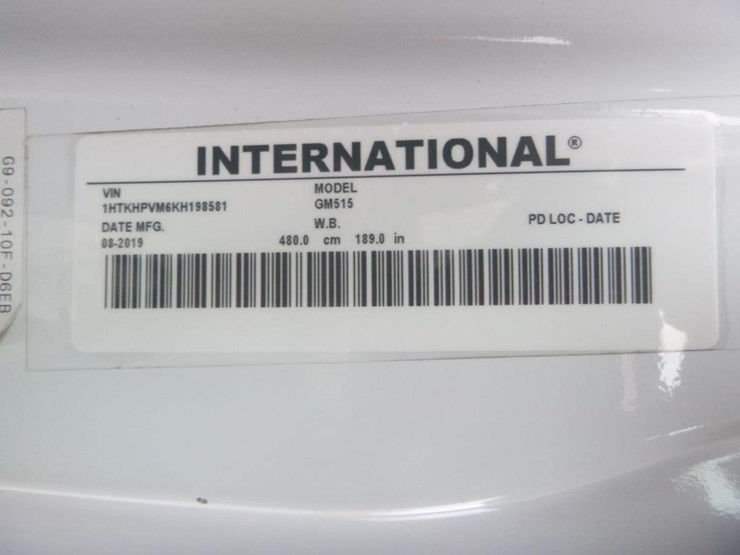 INTERNATIONAL®
VIN
1HTKHPVM6KH198581
MODEL
GM515
DATE MFG.
08-2019
W.B.
480.0 cm 189.0 in
PD LOC - DATE
G9-092-10F-D6EB